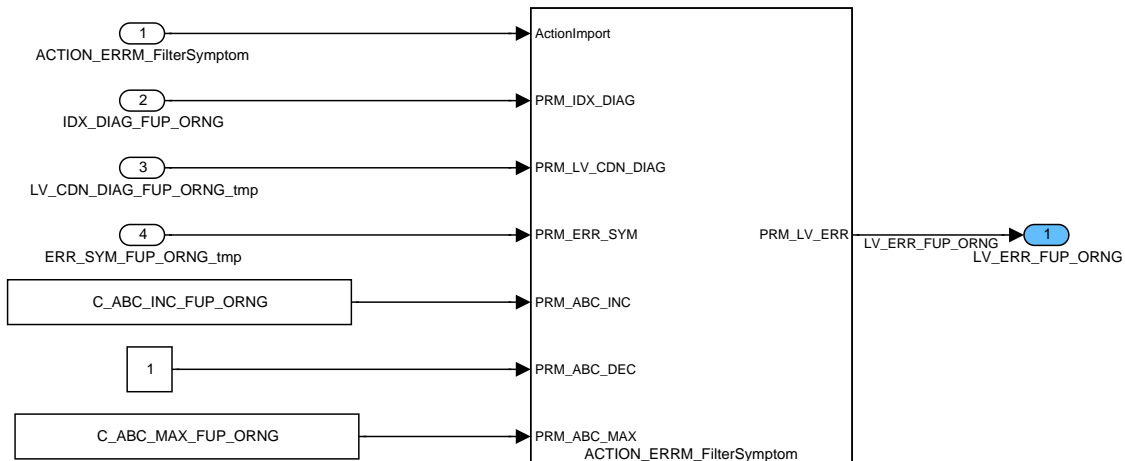 1
ActionImport
ACTION_ERRM_FilterSymptom
2
PRM_IDX_DIAG
IDX_DIAG_FUP_ORNG
3
PRM_LV_CDN_DIAG
LV_CDN_DIAG_FUP_ORNG_tmp
4
PRM_ERR_SYM
PRM_LV_ERR
LV_ERR_FUP_ORNG
1
ERR_SYM_FUP_ORNG_tmp
LV_ERR_FUP_ORNG
C_ABC_INC_FUP_ORNG
PRM_ABC_INC
1
PRM_ABC_DEC
C_ABC_MAX_FUP_ORNG
PRM_ABC_MAX
ACTION_ERRM_FilterSymptom